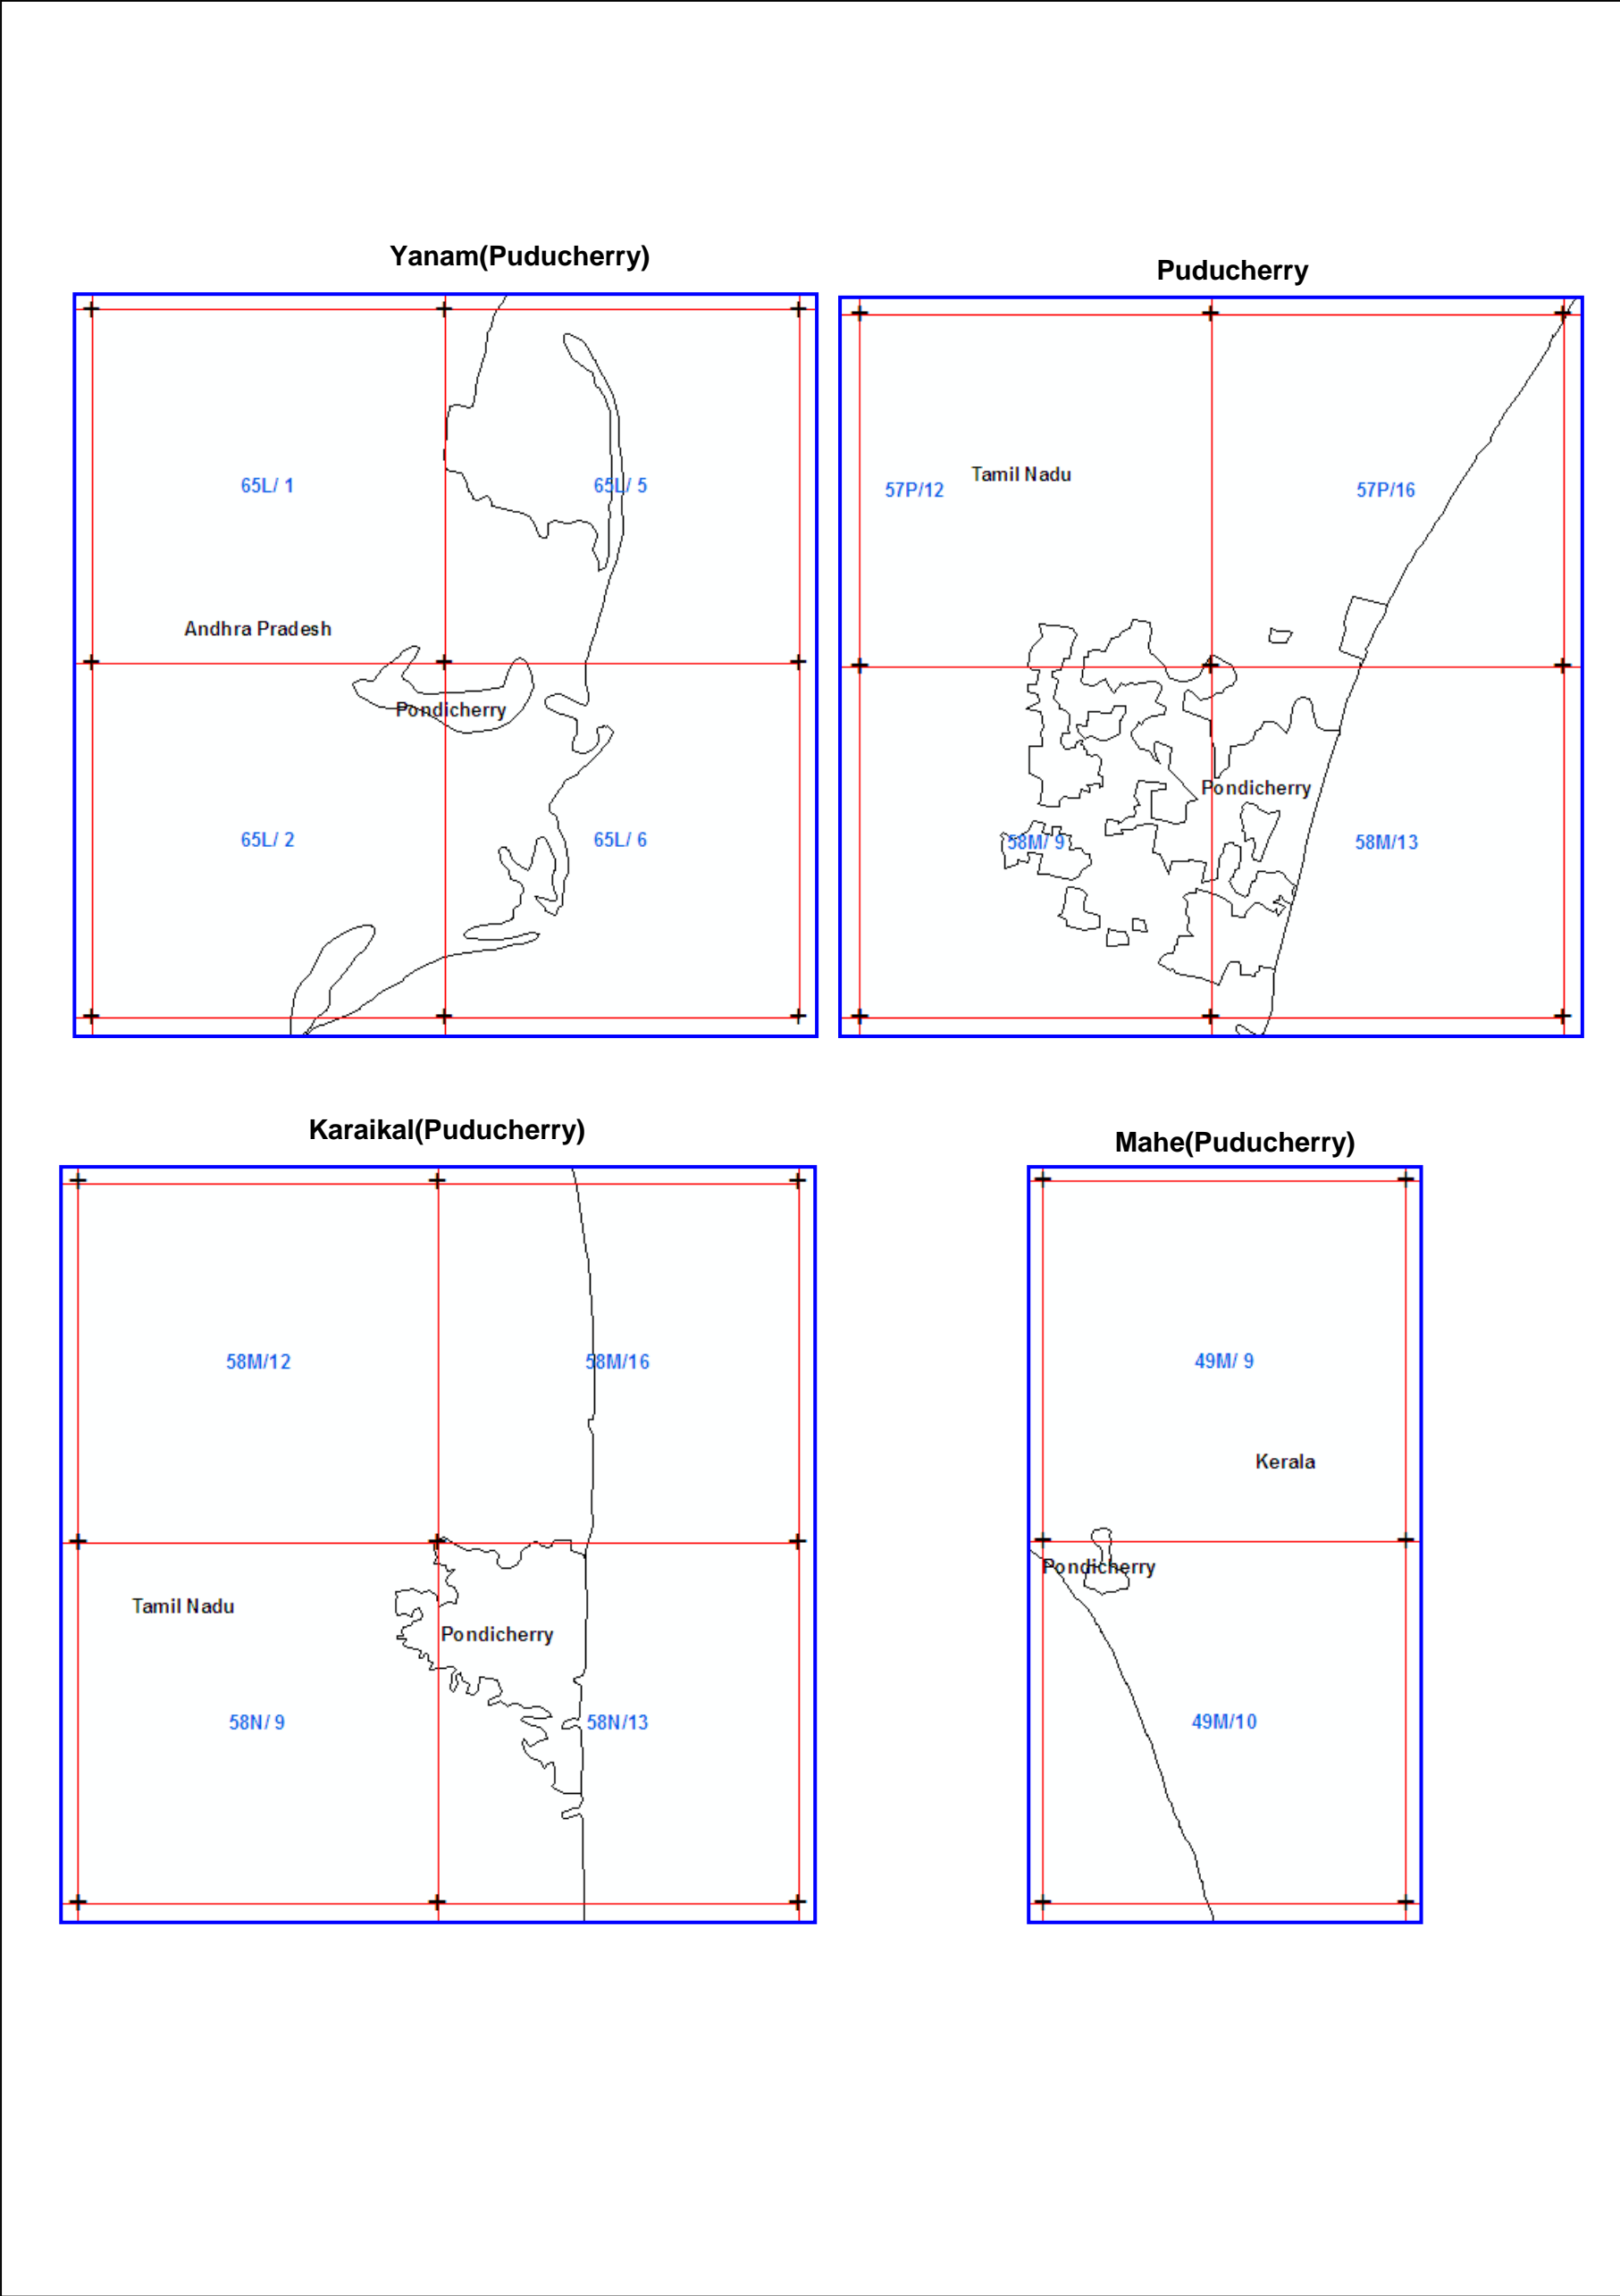 Yanam(Puducherry)
65L/ 1
65L/ 5
Andhra Pradesh
Pondicherry
65L/ 2
65L/ 6
Puducherry
Tamil Nadu
57P/12
57P/16
Pondicherry
58M/ 9
58M/13
Karaikal(Puducherry)
58M/12
58M/16
Tamil Nadu
Pondicherry
58N/ 9
58N/13
Mahe(Puducherry)
49M/ 9
Kerala
Pondicherry
49M/10